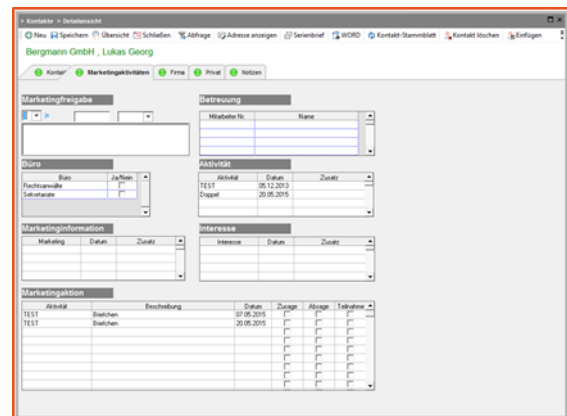 > Kontakte > Detailansicht
Neu Speichern Übersicht Schließen Abfrage Adresse anzeigen Serienbrief WORD Kontakt-Stammblatt Kontakt löschen Einfügen
Bergmann GmbH , Lukas Georg
Kontakt Marketingaktivitäten Firma Privat Notizen
Marketingfreigabe Betreuung
Mitarbeiter Nr. Name
Büro Aktivität
Büro Ja/Nein Aktivität Datum Zusatz
Rechtsanwälte TEST 05.12.2013
Sekretariate Doppel 20.05.2015
Marketinginformation Interesse
Marketing Datum Zusatz Interesse Datum Zusatz
Marketingaktion
Aktivität Beschreibung Datum Zusage Absage Teilnahme
TEST Briefchen 07.05.2015
TEST Briefchen 20.05.2015